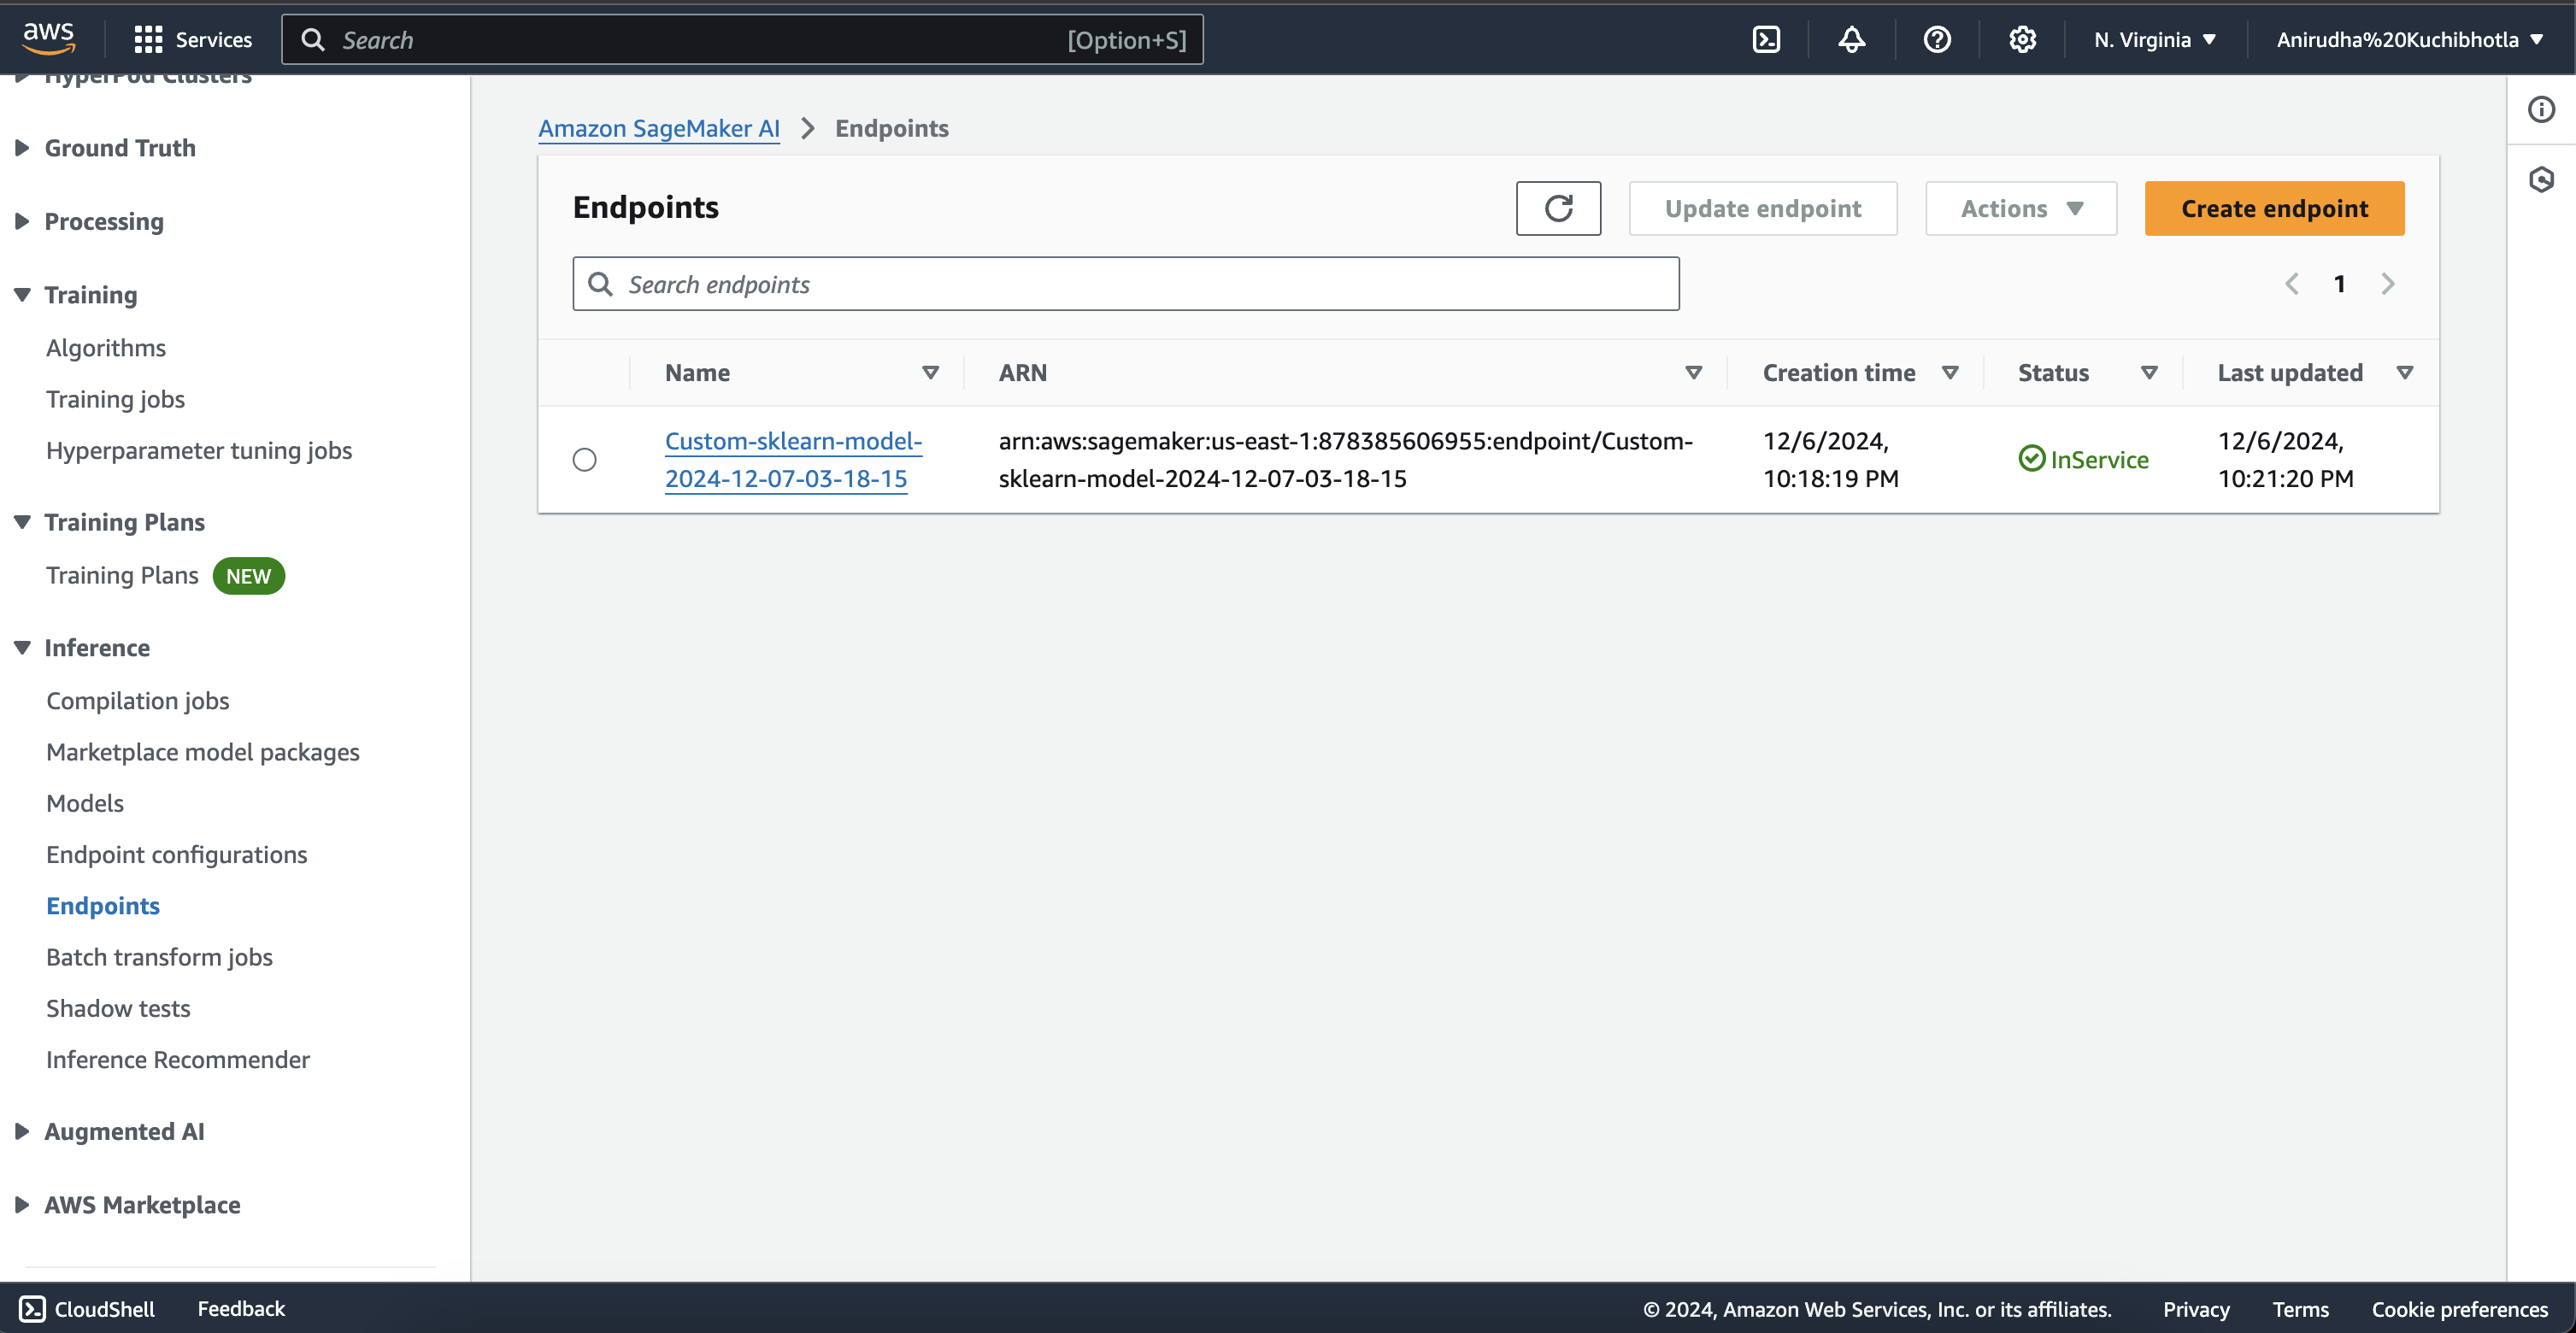 aws
Services
Search
[Option+S]
N. Virginia
Anirudha%20Kuchibhotla
HyperPod Clusters
Ground Truth
Processing
Training
Algorithms
Training jobs
Hyperparameter tuning jobs
Training Plans
Training Plans NEW
Inference
Compilation jobs
Marketplace model packages
Models
Endpoint configurations
Endpoints
Batch transform jobs
Shadow tests
Inference Recommender
Augmented AI
AWS Marketplace
Amazon SageMaker AI > Endpoints
Endpoints
Update endpoint
Actions
Create endpoint
Search endpoints
1
Name
ARN
Creation time
Status
Last updated
Custom-sklearn-model-
2024-12-07-03-18-15
arn:aws:sagemaker:us-east-1:878385606955:endpoint/Custom-
sklearn-model-2024-12-07-03-18-15
12/6/2024,
10:18:19 PM
InService
12/6/2024,
10:21:20 PM
CloudShell
Feedback
© 2024, Amazon Web Services, Inc. or its affiliates.
Privacy
Terms
Cookie preferences